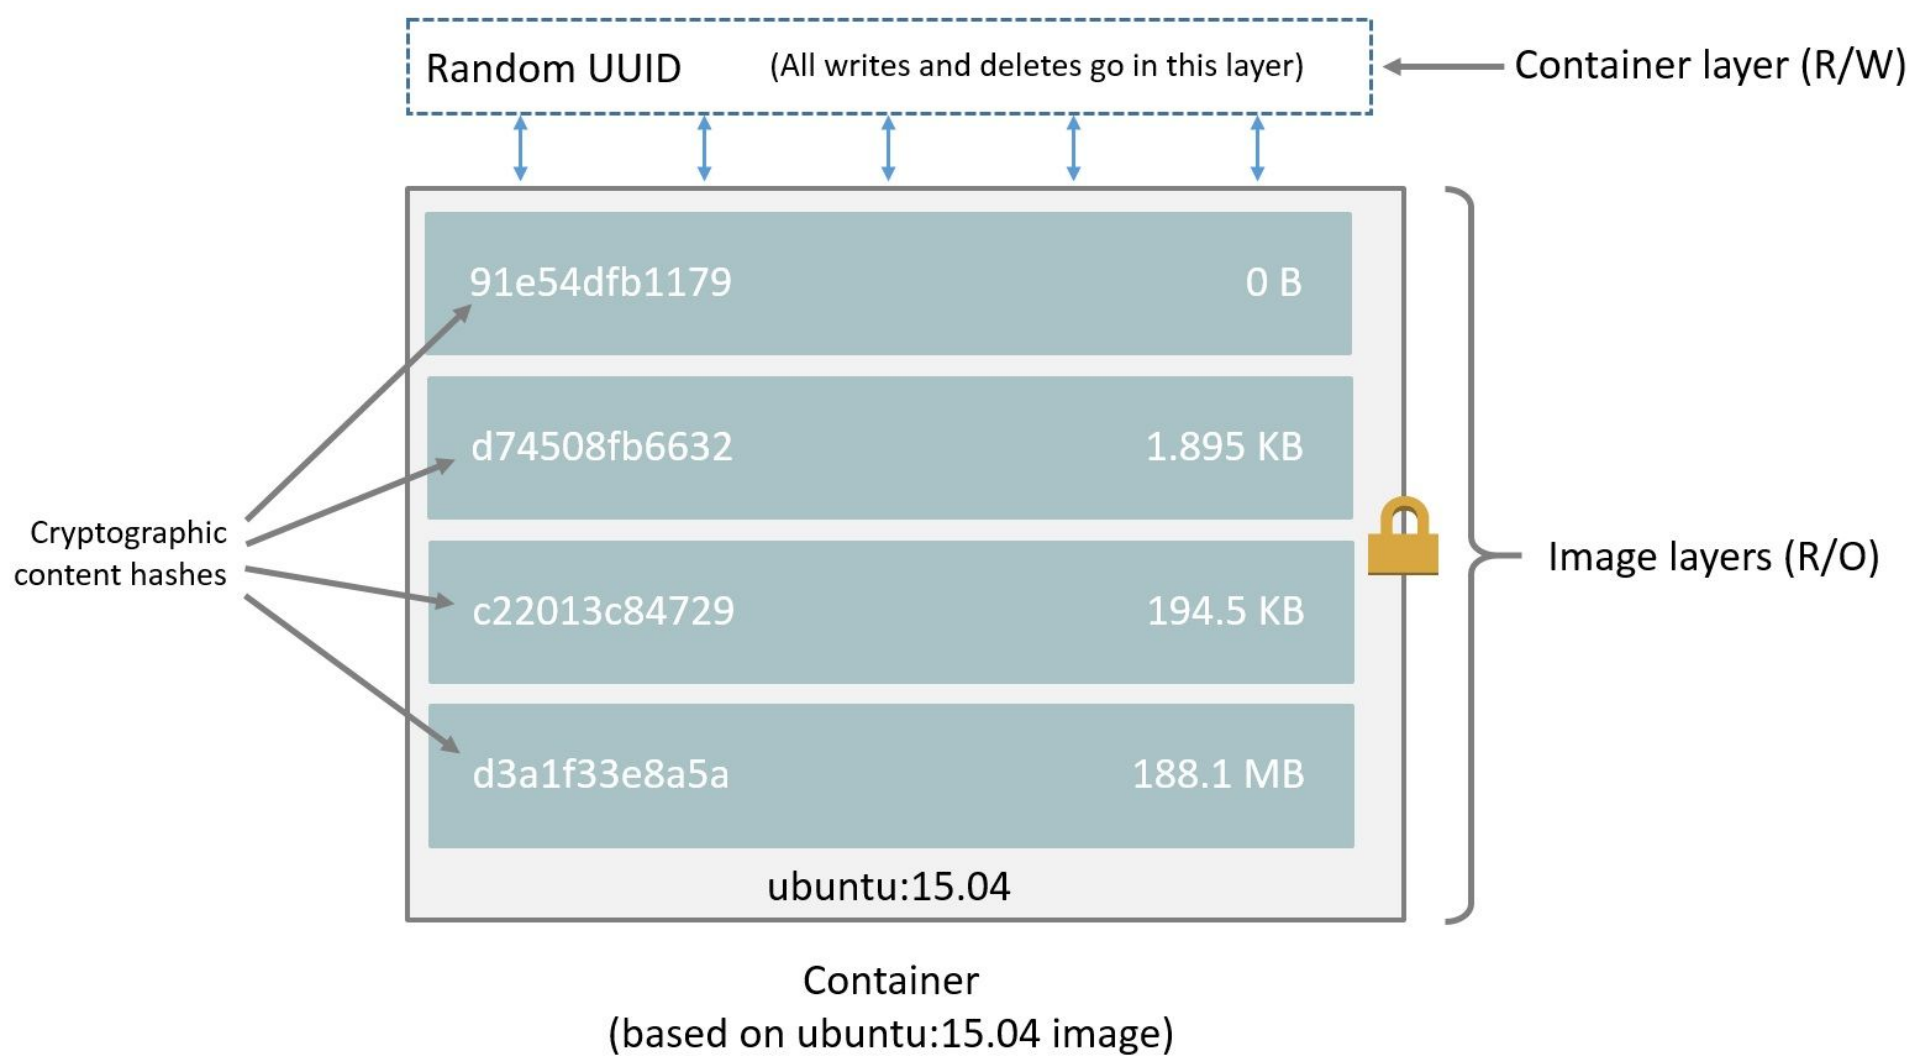 Random UUID (All writes and deletes go in this layer)
Container layer (R/W)
91e54dfb1179 0 B
d74508fb6632 1.895 KB
Cryptographic
content hashes
Image layers (R/O)
c22013c84729 194.5 KB
d3a1f33e8a5a 188.1 MB
ubuntu:15.04
Container
(based on ubuntu:15.04 image)